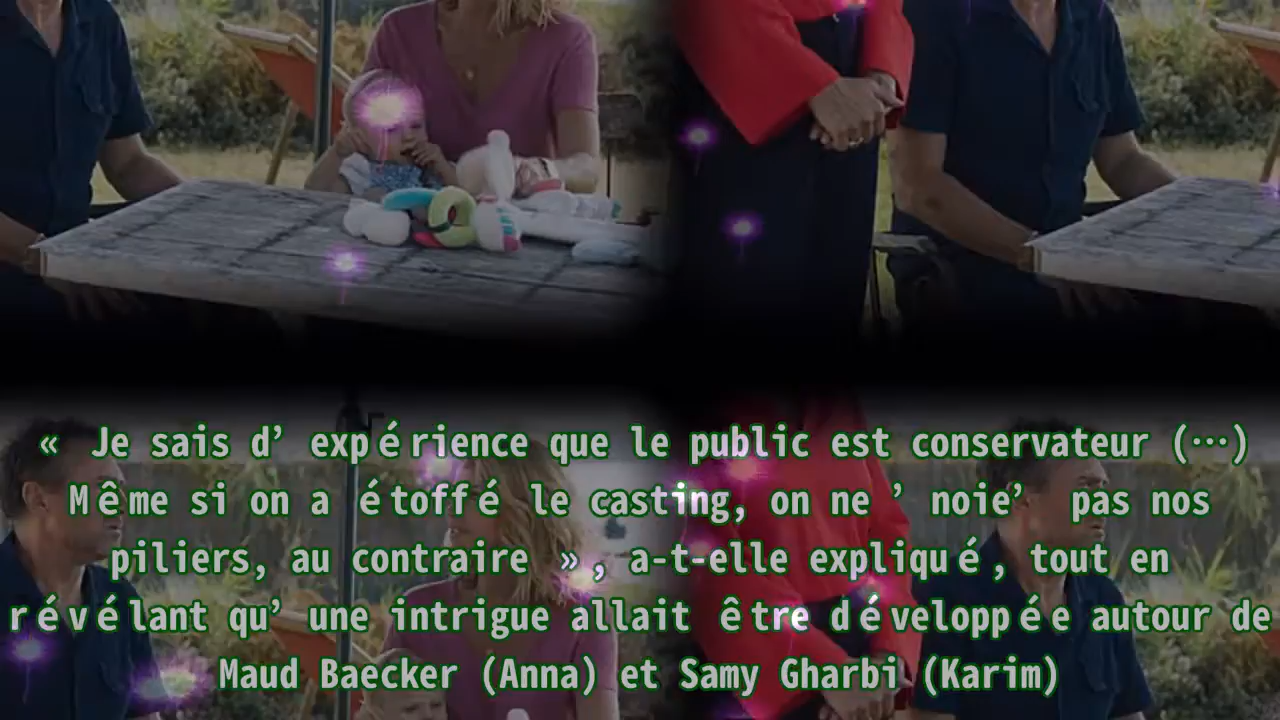 « Je sais d’ expérience que le public est conservateur (…)
Même si on a étoffé le casting, on ne ’ noie’ pas nos
piliers, au contraire », a-t-elle expliqué, tout en
révélant qu’ une intrigue allait être développée autour de
Maud Baecker (Anna) et Samy Gharbi (Karim)